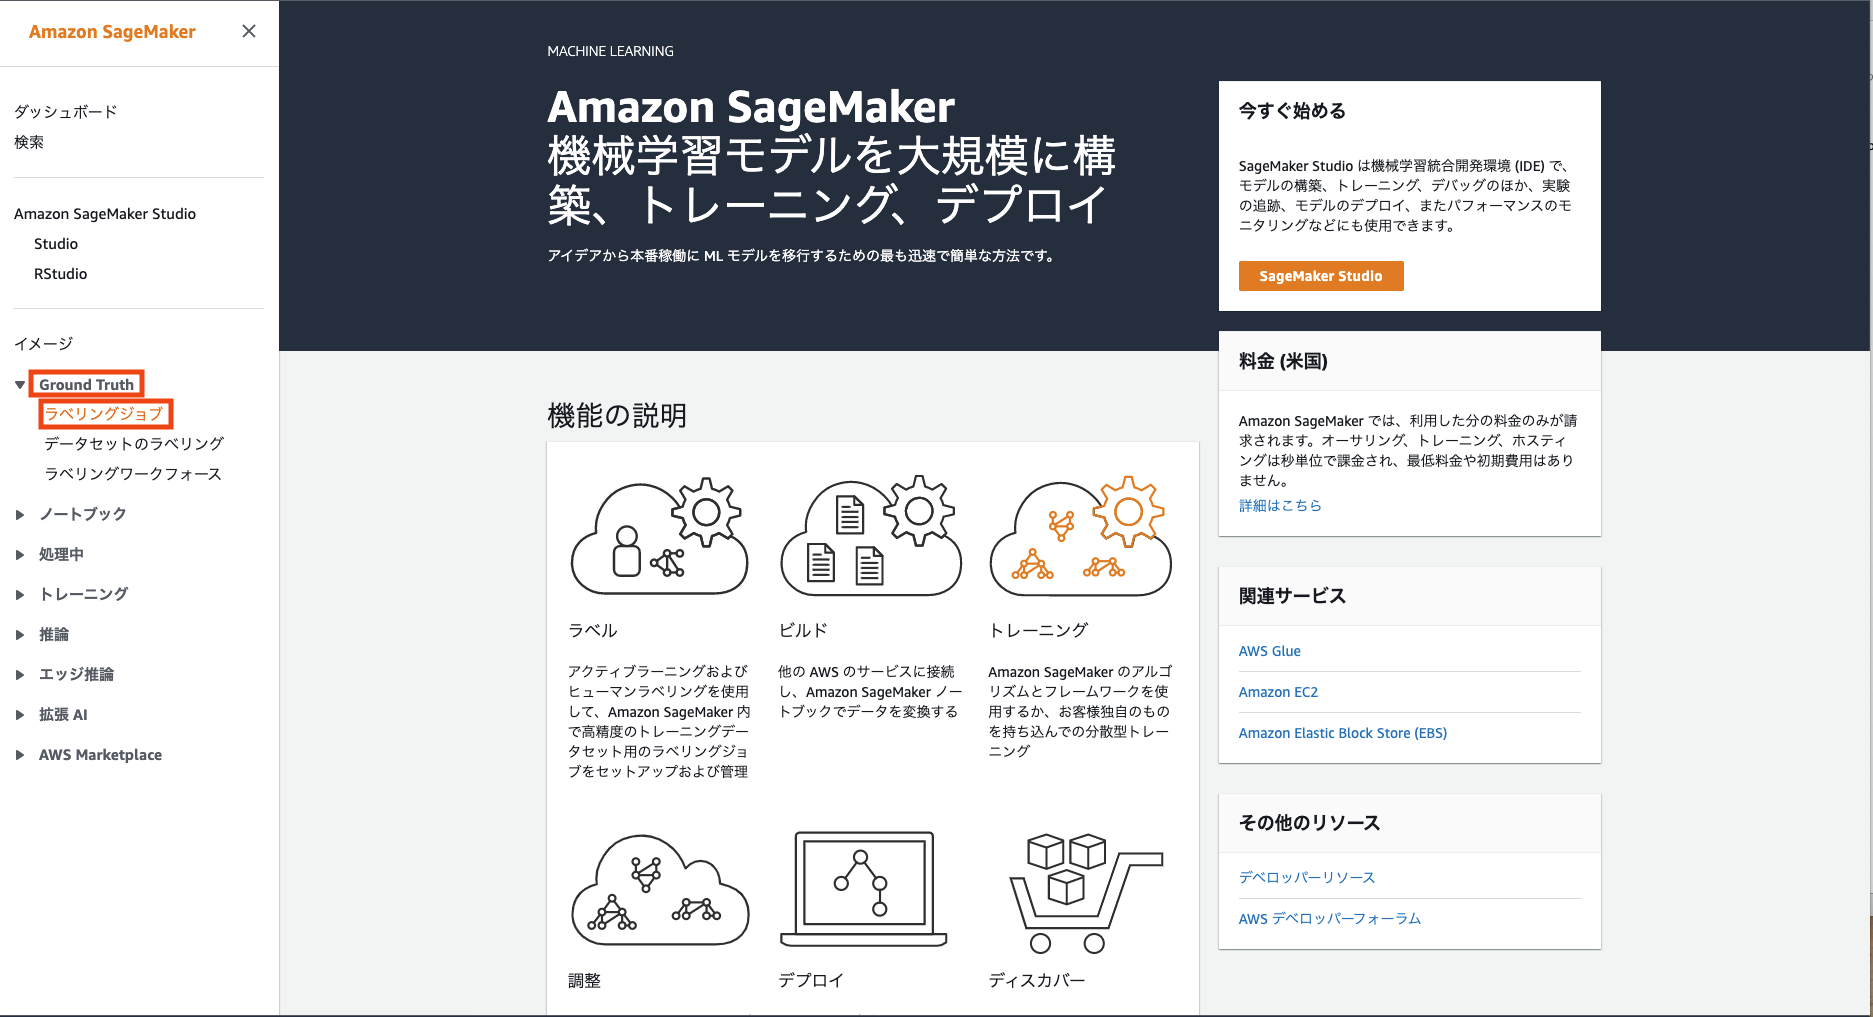 Amazon SageMaker
ダッシュボード
検索
Amazon SageMaker Studio
Studio
RStudio
イメージ
Ground Truth
ラベリングジョブ
データセットのラベリング
ラベリングワークフォース
ノートブック
処理中
トレーニング
推論
エッジ推論
拡張 AI
AWS Marketplace
MACHINE LEARNING
Amazon SageMaker
機械学習モデルを大規模に構
築、トレーニング、デプロイ
アイデアから本番稼働に ML モデルを移行するための最も迅速で簡単な方法です。
今すぐ始める
SageMaker Studio は機械学習統合開発環境 (IDE) で、
モデルの構築、トレーニング、デバッグのほか、実験
の追跡、モデルのデプロイ、またパフォーマンスのモ
ニタリングなどにも使用できます。
SageMaker Studio
料金 (米国)
Amazon SageMaker では、利用した分の料金のみが請
求されます。オーサリング、トレーニング、ホスティ
ングは秒単位で課金され、最低料金や初期費用はあり
ません。
詳細はこちら
関連サービス
AWS Glue
Amazon EC2
Amazon Elastic Block Store (EBS)
その他のリソース
デベロッパーリソース
AWS デベロッパーフォーラム
機能の説明
ラベル
アクティブラーニングおよび
ヒューマンラベリングを使用
して、Amazon SageMaker 内
で高精度のトレーニングデー
タセット用のラベリングジョ
ブをセットアップおよび管理
ビルド
他の AWS のサービスに接続
し、Amazon SageMaker ノー
トブックでデータを変換する
トレーニング
Amazon SageMaker のアルゴ
リズムとフレームワークを使
用するか、お客様独自のもの
を持ち込んでの分散型トレー
ニング
調整
デプロイ
ディスカバー